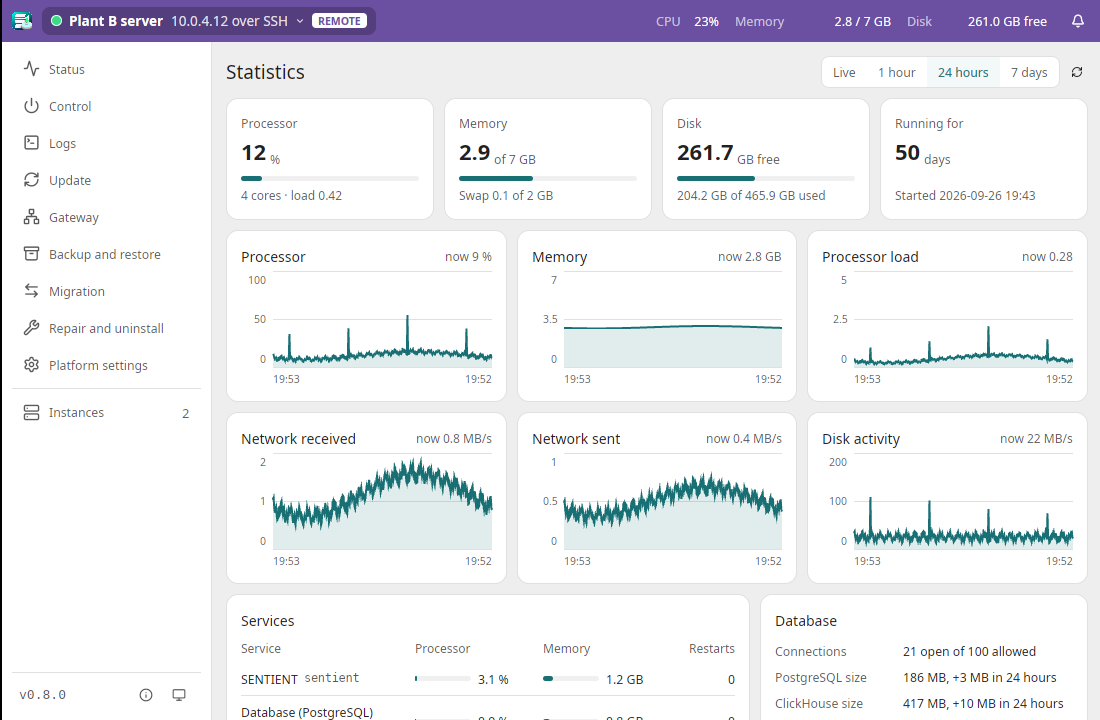 Plant B server 10.0.4.12 over SSH REMOTE CPU 23% Memory 2.8 / 7 GB Disk 261.0 GB free
Status
Control
Logs
Update
Gateway
Backup and restore
Migration
Repair and uninstall
Platform settings
Instances 2
v0.8.0
Statistics Live 1 hour 24 hours 7 days
Processor
12 %
4 cores · load 0.42
Memory
2.9 of 7 GB
Swap 0.1 of 2 GB
Disk
261.7 GB free
204.2 GB of 465.9 GB used
Running for
50 days
Started 2026-09-26 19:43
Processor now 9 %
100
50
0
19:53 19:52
Memory now 2.8 GB
7
3.5
0
19:53 19:52
Processor load now 0.28
5
2.5
0
19:53 19:52
Network received now 0.8 MB/s
2
1
0
19:53 19:52
Network sent now 0.4 MB/s
1
0.5
0
19:53 19:52
Disk activity now 22 MB/s
200
100
0
19:53 19:52
Services
Service Processor Memory Restarts
SENTIENT sentient 3.1 % 1.2 GB 0
Database (PostgreSQL)
Database
Connections 21 open of 100 allowed
PostgreSQL size 186 MB, +3 MB in 24 hours
ClickHouse size 417 MB, +10 MB in 24 hours